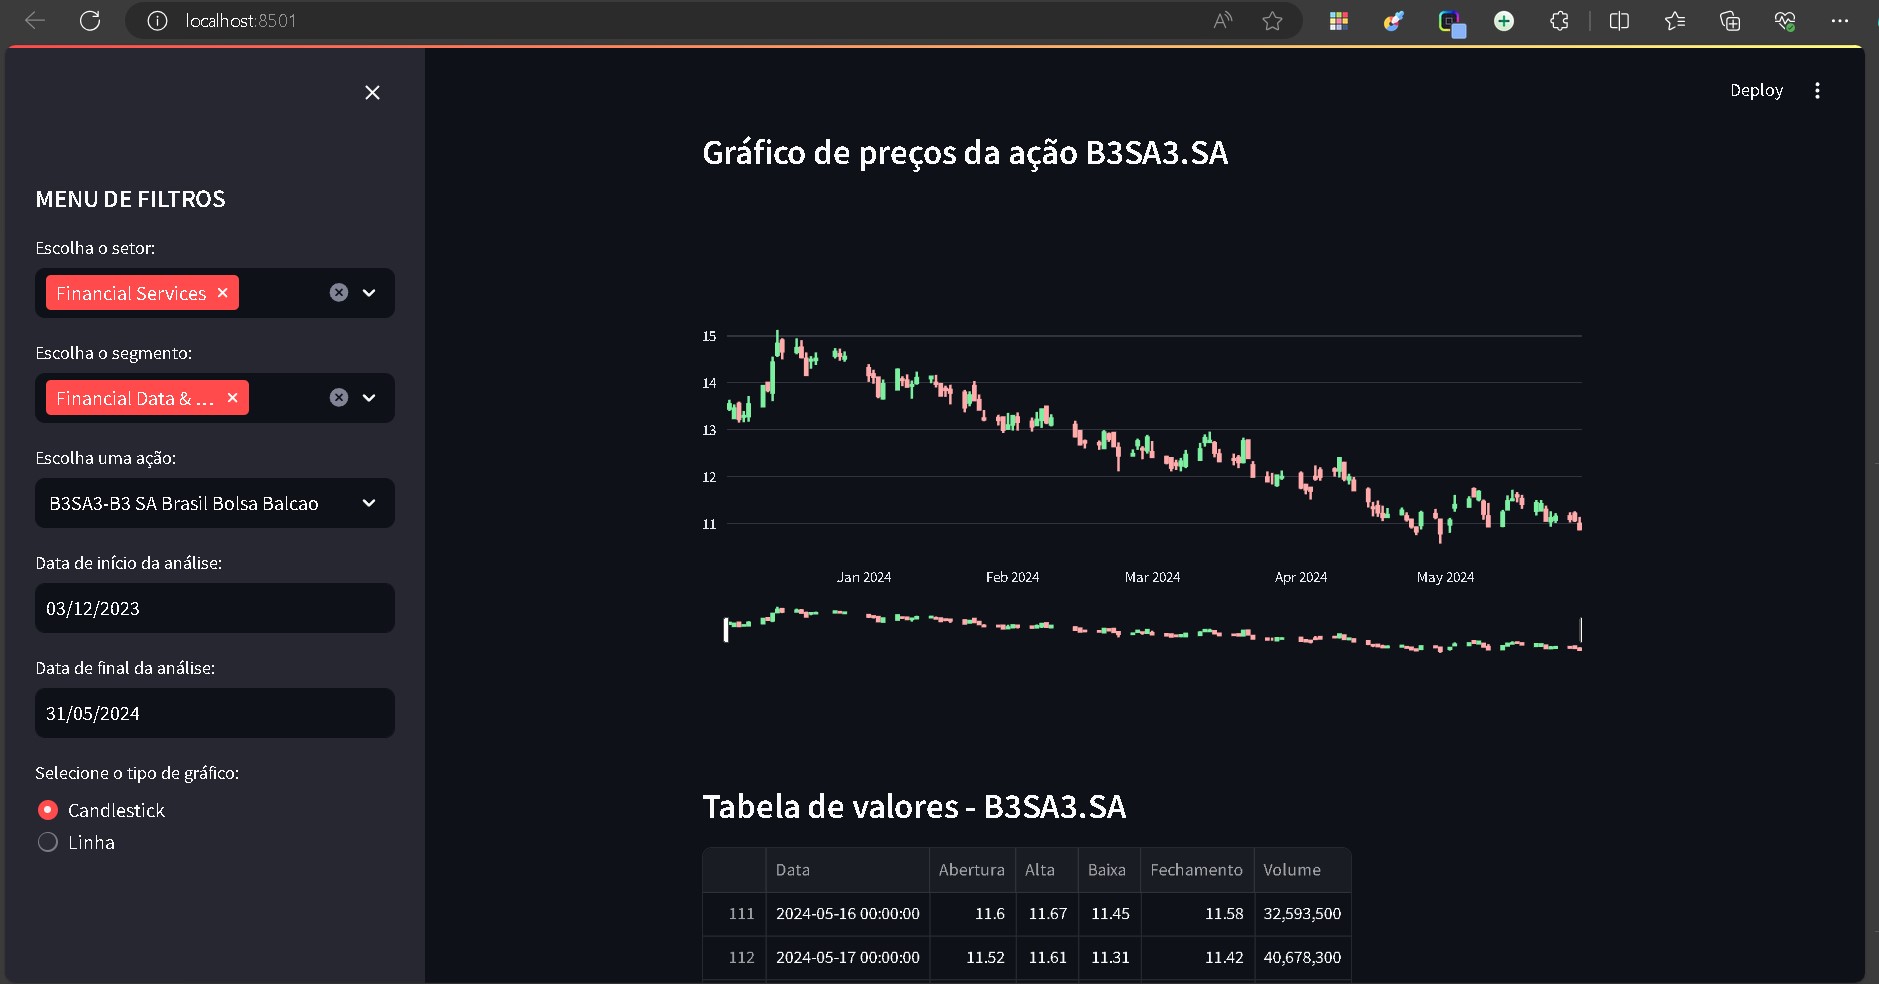 localhost:8501
Deploy
MENU DE FILTROS
Escolha o setor:
Financial Services
Escolha o segmento:
Financial Data & ...
Escolha uma ação:
B3SA3-B3 SA Brasil Bolsa Balcao
Data de início da análise:
03/12/2023
Data de final da análise:
31/05/2024
Selecione o tipo de gráfico:
Candlestick
Linha
Gráfico de preços da ação B3SA3.SA
15
14
13
12
11
Jan 2024 Feb 2024 Mar 2024 Apr 2024 May 2024
Tabela de valores - B3SA3.SA
Data Abertura Alta Baixa Fechamento Volume
111 2024-05-16 00:00:00 11.6 11.67 11.45 11.58 32,593,500
112 2024-05-17 00:00:00 11.52 11.61 11.31 11.42 40,678,300